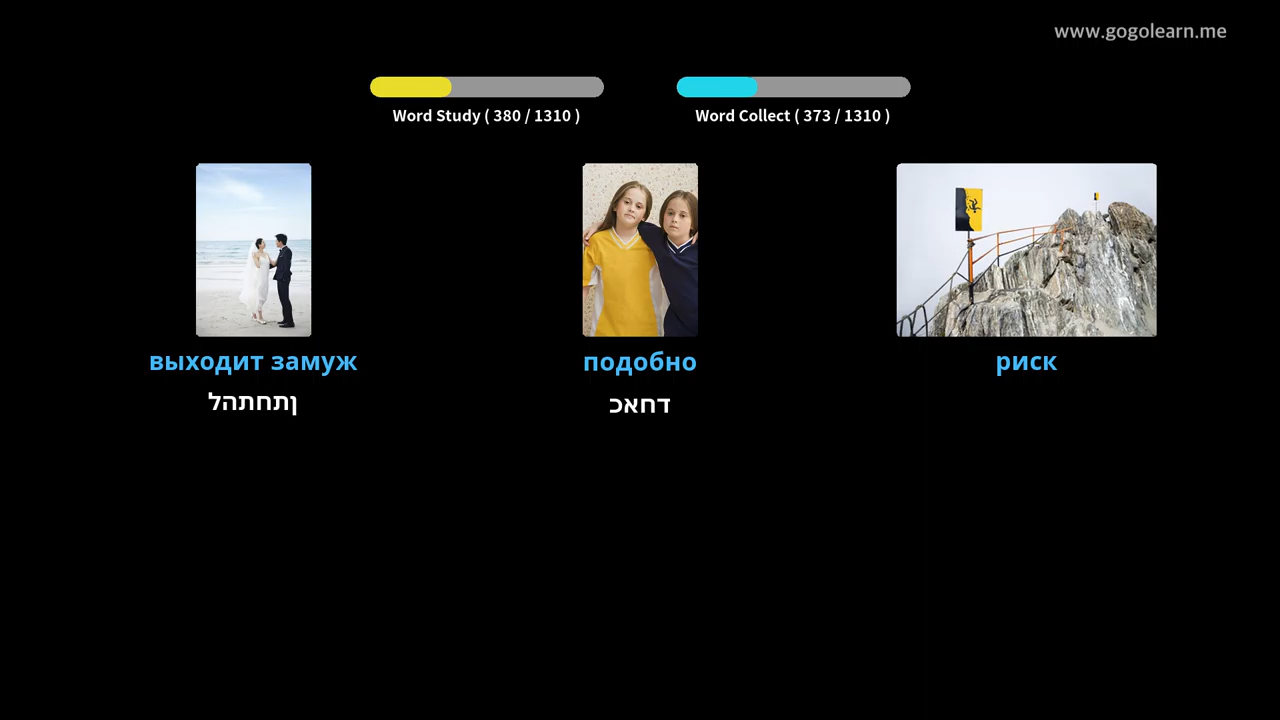 www.gogolearn.me
Word Study ( 380 / 1310 )
Word Collect ( 373 / 1310 )
выходит замуж
подобно
риск
ןתחתהל
דחאכ